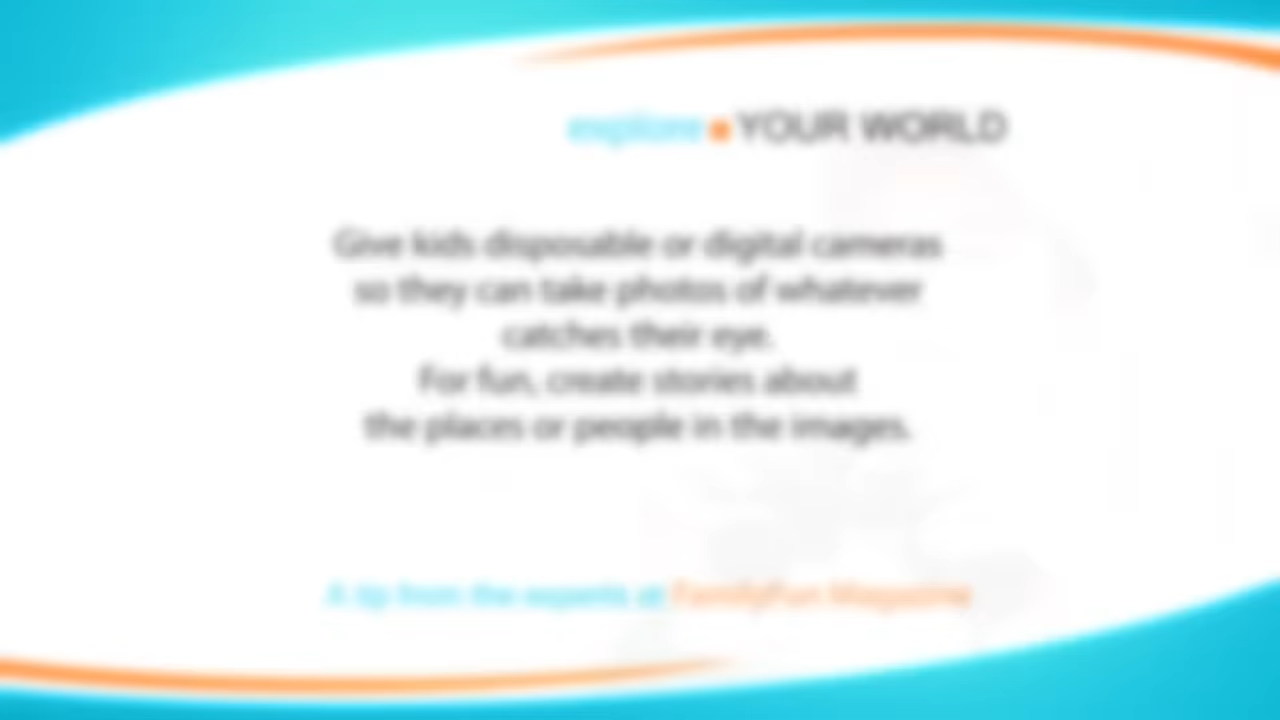 explore YOUR WORLD
Give kids disposable or digital cameras
so they can take photos of whatever
catches their eye.
For fun, create stories about
the places or people in the images.
A tip from the experts at FamilyFun Magazine